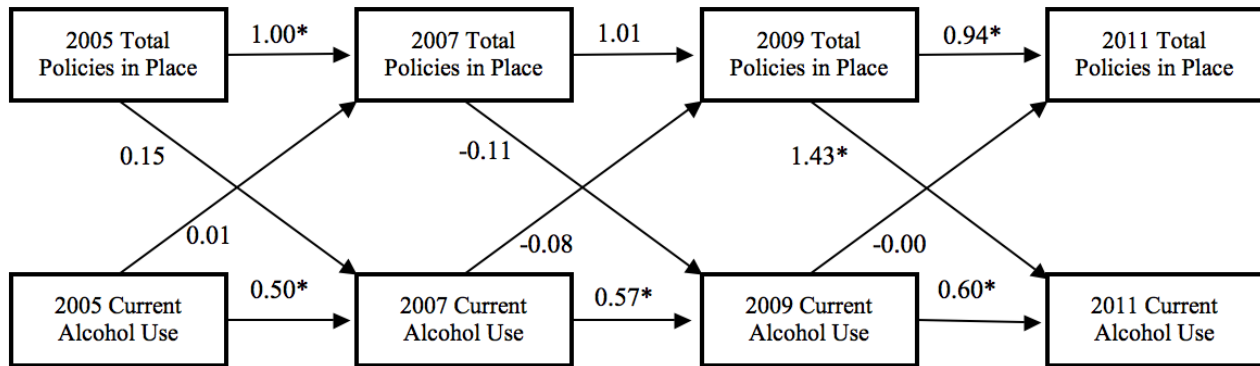 2005 Total
Policies in Place
1.00*
2007 Total
Policies in Place
1.01
2009 Total
Policies in Place
0.94*
2011 Total
Policies in Place
0.15
-0.11
1.43*
0.01
-0.08
-0.00
2005 Current
Alcohol Use
0.50*
2007 Current
Alcohol Use
0.57*
2009 Current
Alcohol Use
0.60*
2011 Current
Alcohol Use